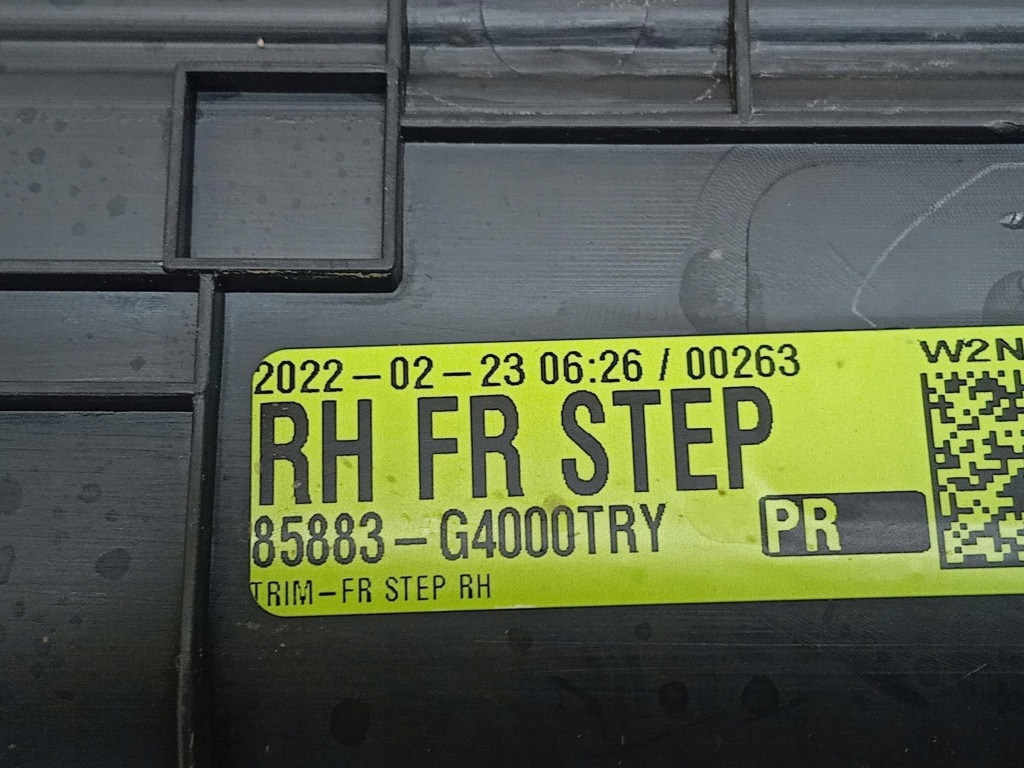 2022-02-23 06:26 / 00263
W2N
RH FR STEP
85883-G4000TRY
PR
TRIM-FR STEP RH